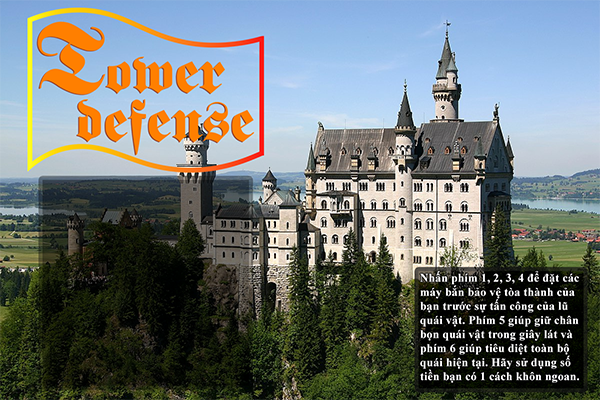 Tower
defense
Nhấn phím 1, 2, 3, 4 để đặt các
máy bắn bảo vệ tòa thành của
bạn trước sự tấn công của lũ
quái vật. Phím 5 giúp giữ chân
bọn quái vật trong giây lát và
phím 6 giúp tiêu diệt toàn bộ
quái hiện tại. Hãy sử dụng số
tiền bạn có 1 cách khôn ngoan.